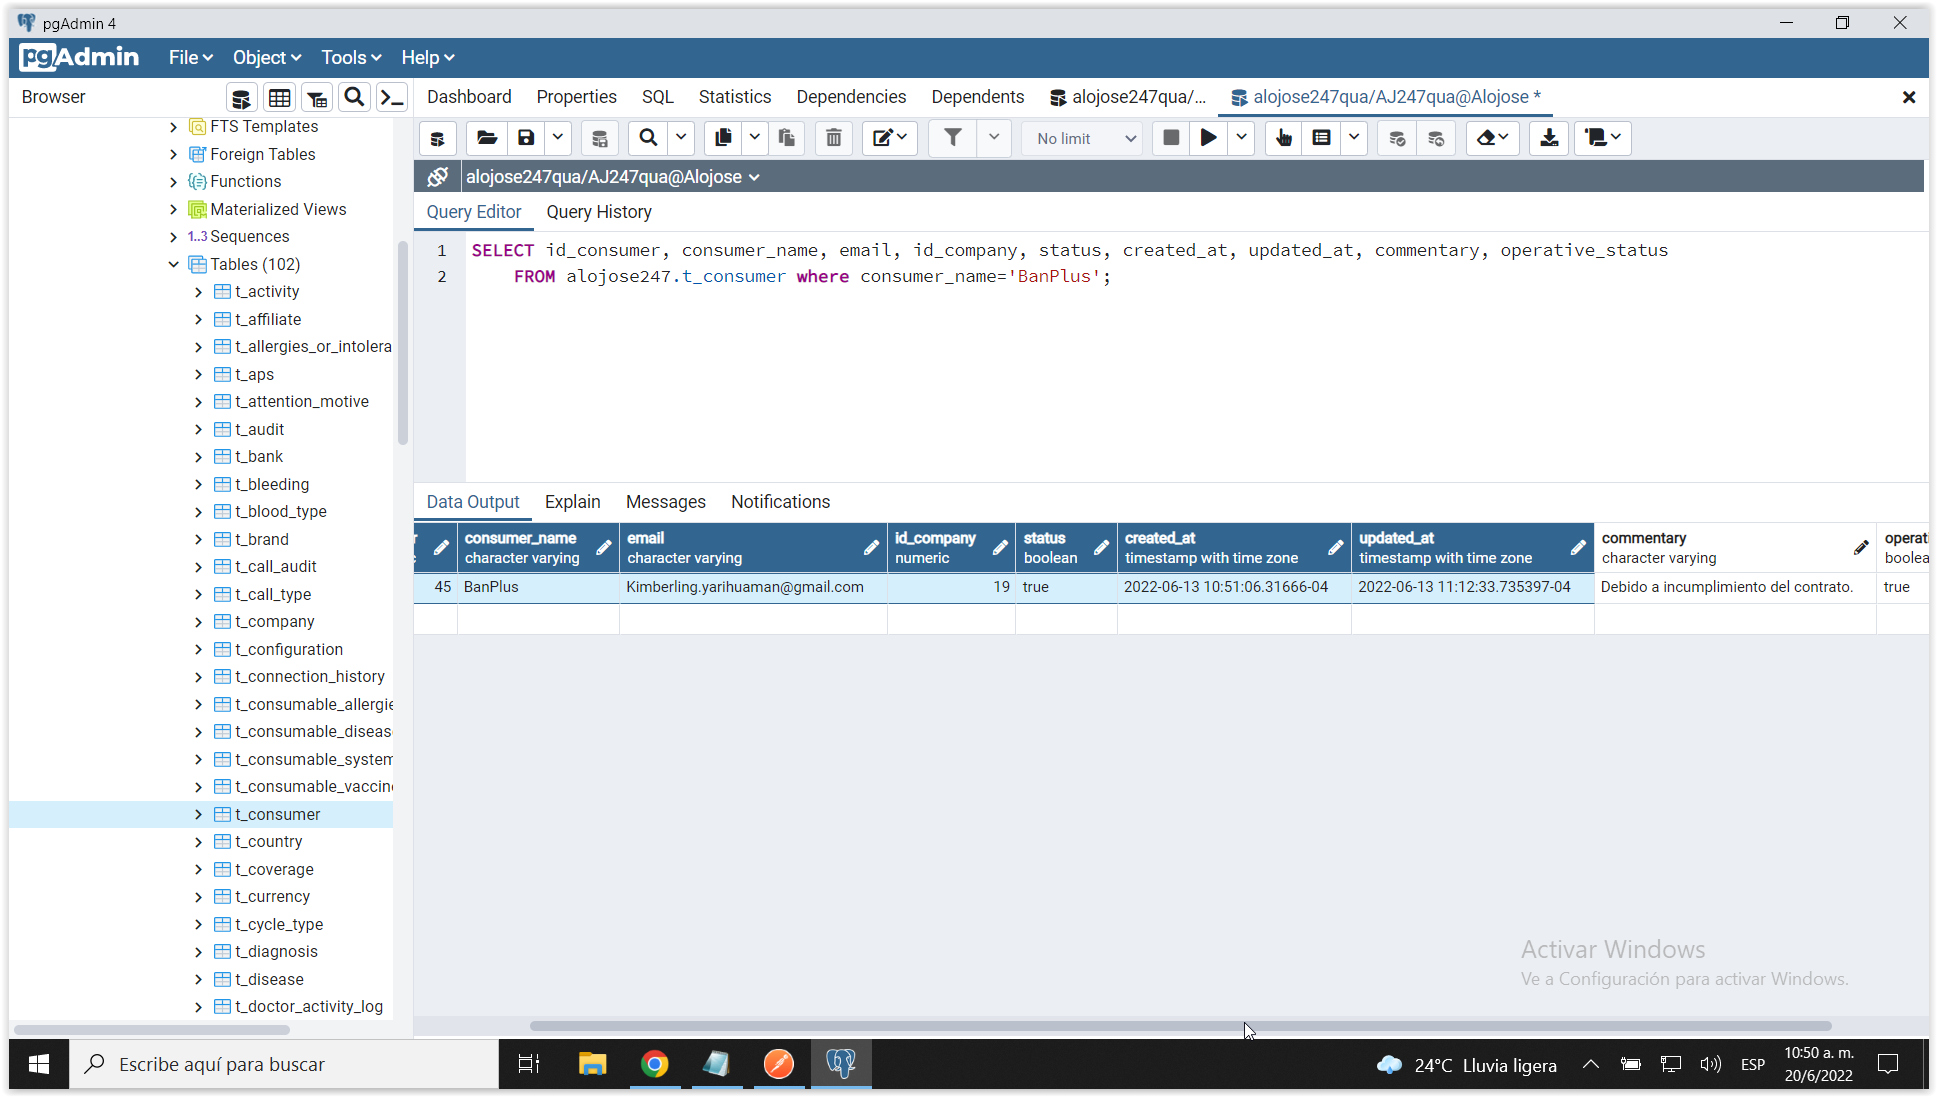 pgAdmin 4
pgAdmin File Object Tools Help
Browser
Dashboard Properties SQL Statistics Dependencies Dependents alojose247qua/... alojose247qua/AJ247qua@Alojose *
No limit
alojose247qua/AJ247qua@Alojose
Query Editor Query History
1 SELECT id_consumer, consumer_name, email, id_company, status, created_at, updated_at, commentary, operative_status
2 FROM alojose247.t_consumer where consumer_name='BanPlus';
FTS Templates
Foreign Tables
Functions
Materialized Views
1..3 Sequences
Tables (102)
t_activity
t_affiliate
t_allergies_or_intolera
t_aps
t_attention_motive
t_audit
t_bank
t_bleeding
t_blood_type
t_brand
t_call_audit
t_call_type
t_company
t_configuration
t_connection_history
t_consumable_allergie
t_consumable_diseas
t_consumable_system
t_consumable_vaccin
t_consumer
t_country
t_coverage
t_currency
t_cycle_type
t_diagnosis
t_disease
t_doctor_activity_log
Data Output Explain Messages Notifications
consumer_name email id_company status created_at updated_at commentary operati
character varying character varying numeric boolean timestamp with time zone timestamp with time zone character varying boolea
45 BanPlus Kimberling.yarihuaman@gmail.com 19 true 2022-06-13 10:51:06.31666-04 2022-06-13 11:12:33.735397-04 Debido a incumplimiento del contrato. true
Activar Windows
Ve a Configuración para activar Windows.
Escribe aquí para buscar
24°C Lluvia ligera
ESP
10:50 a. m.
20/6/2022